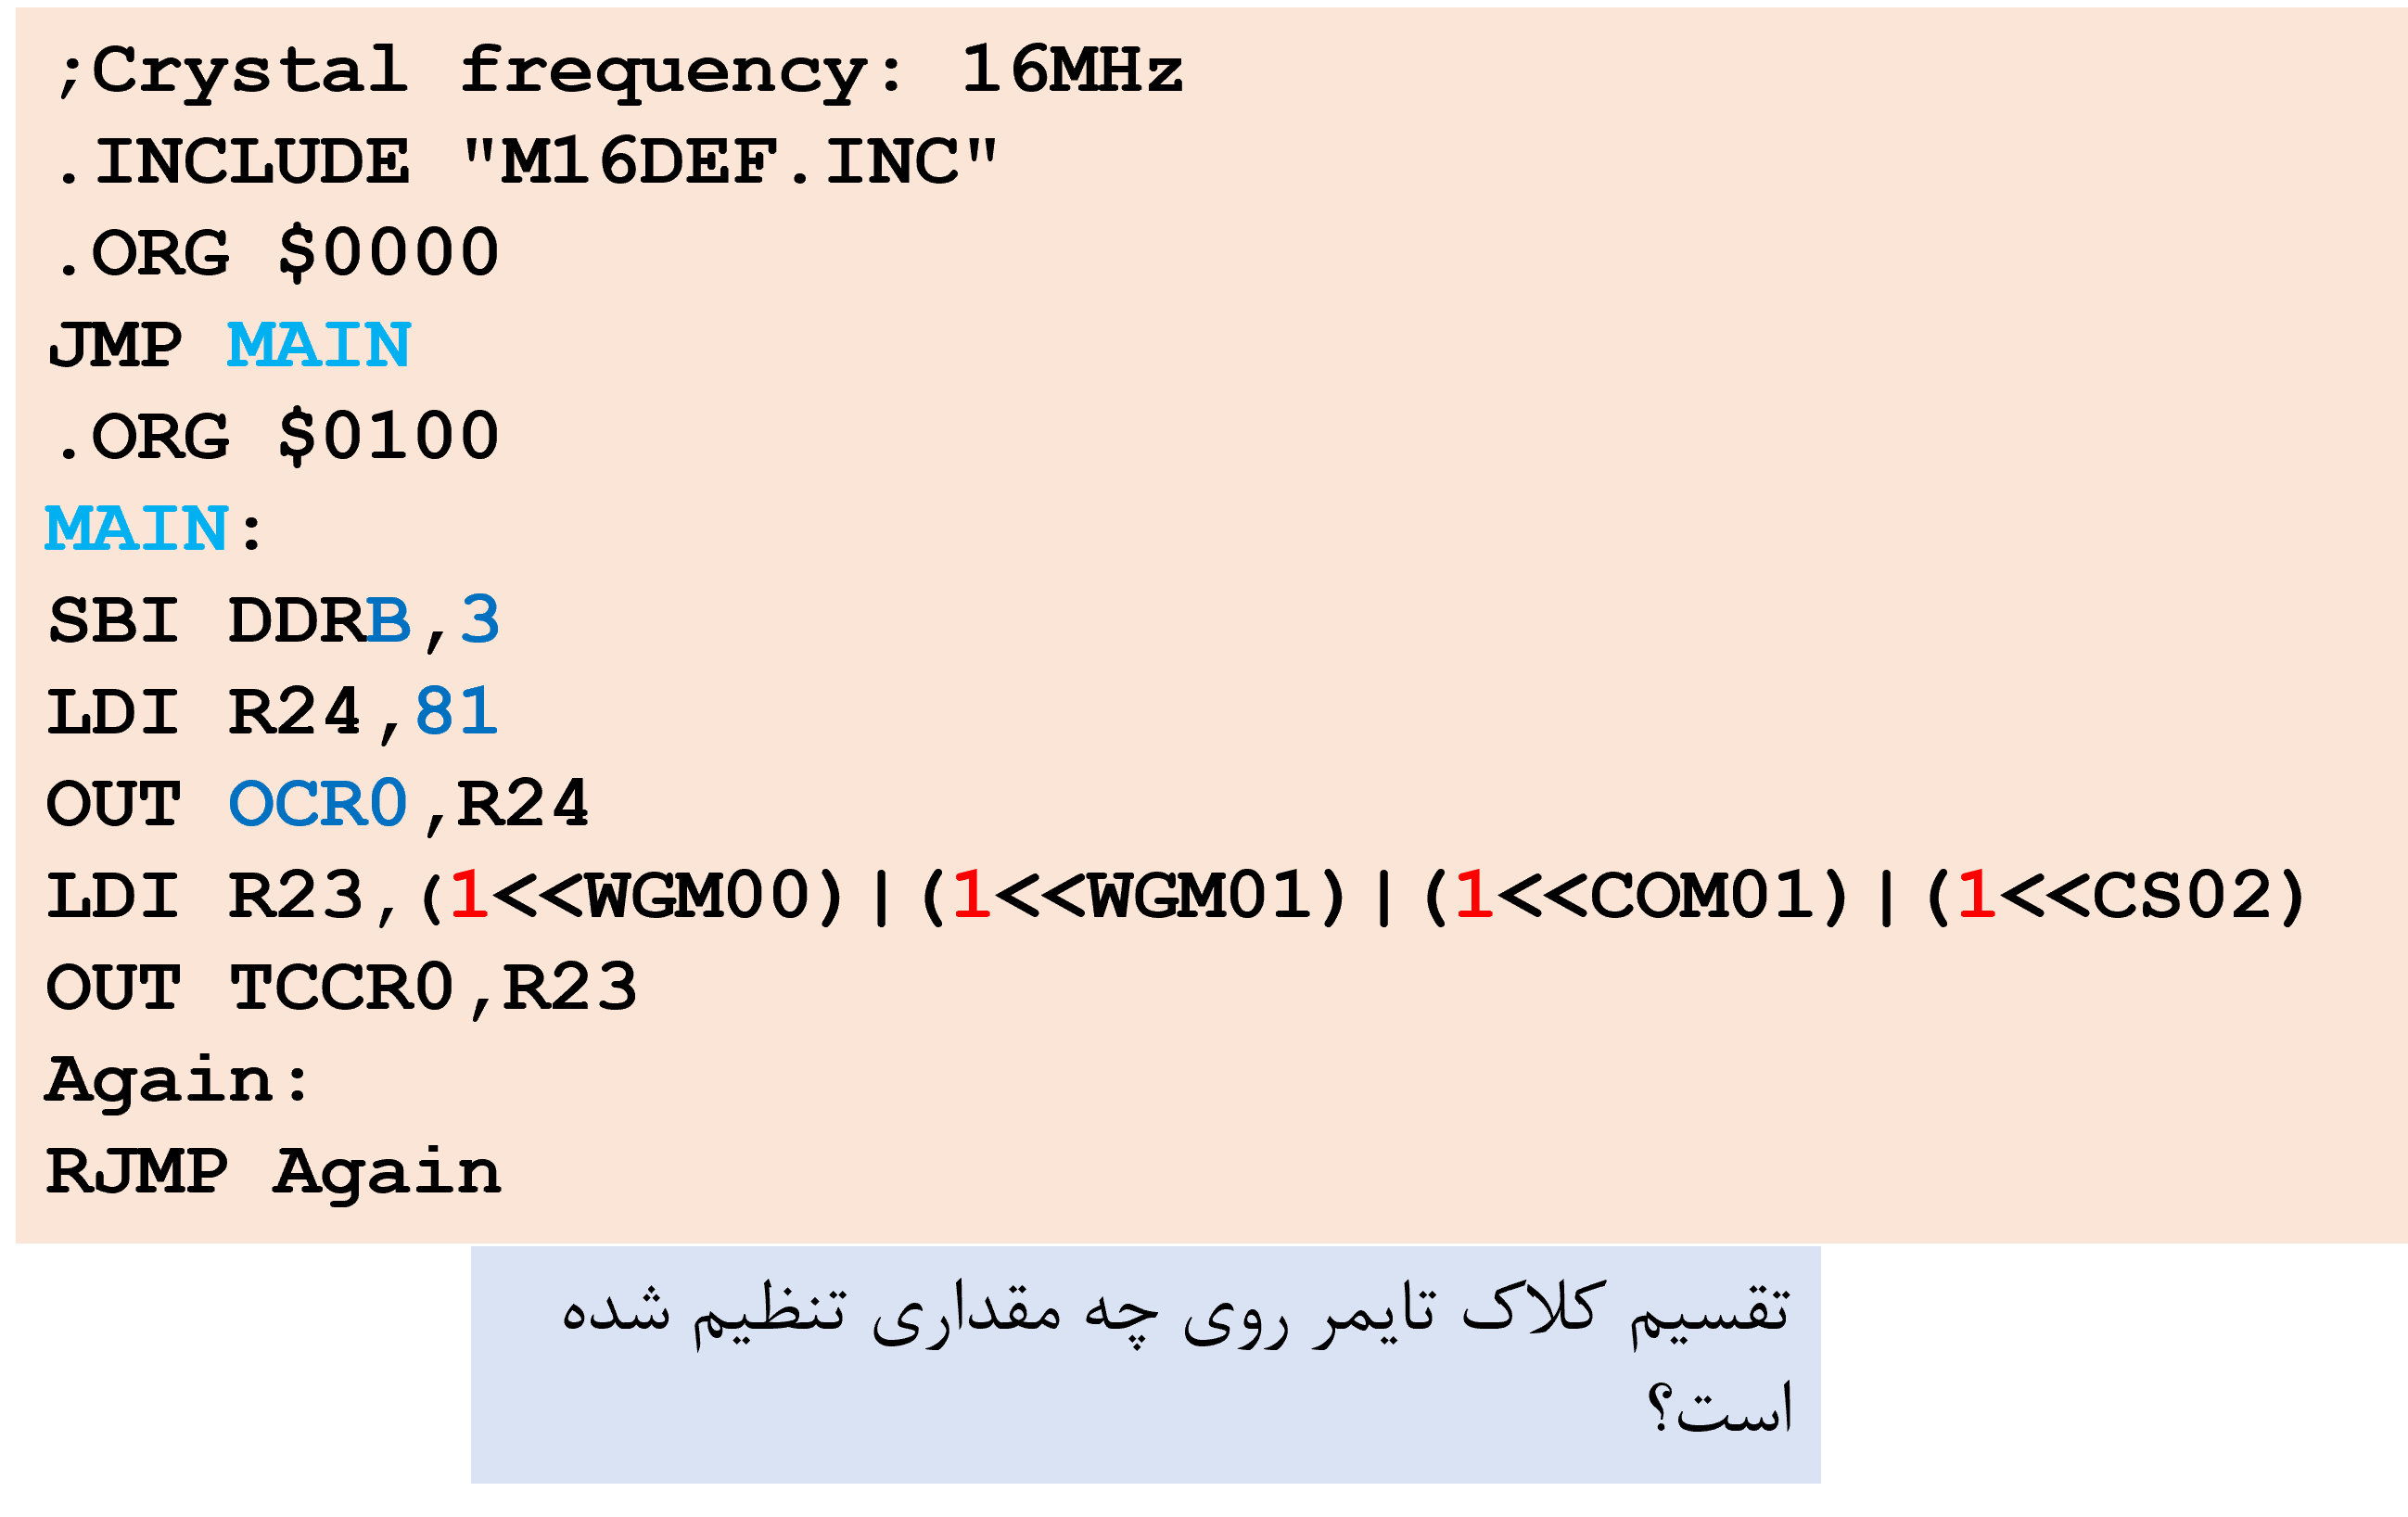 ;Crystal frequency: 16MHz
.INCLUDE "M16DEF.INC"
.ORG $0000
JMP MAIN
.ORG $0100
MAIN:
SBI DDRB,3
LDI R24,81
OUT OCR0,R24
LDI R23,(1<<WGM00)|(1<<WGM01)|(1<<COM01)|(1<<CS02)
OUT TCCR0,R23
Again:
RJMP Again
تقسیم کلاک تایمر روی چه مقداری تنظیم شده
است؟